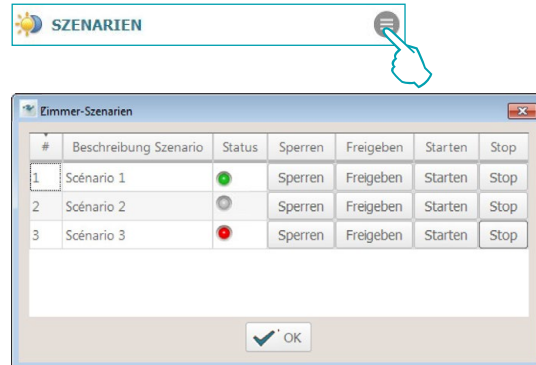 SZENARIEN
Zimmer-Szenarien
# Beschreibung Szenario Status Sperren Freigeben Starten Stop
1 Scénario 1 Sperren Freigeben Starten Stop
2 Scénario 2 Sperren Freigeben Starten Stop
3 Scénario 3 Sperren Freigeben Starten Stop
OK